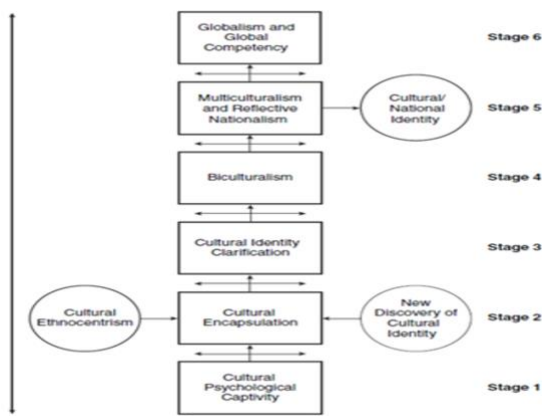 Globalism and
Global
Competency
Stage 6
Multiculturalism
and Reflective
Nationalism
Cultural/
National
Identity
Stage 5
Biculturalism
Stage 4
Cultural Identity
Clarification
Stage 3
Cultural
Ethnocentrism
Cultural
Encapsulation
New
Discovery of
Cultural
Identity
Stage 2
Cultural
Psychological
Captivity
Stage 1